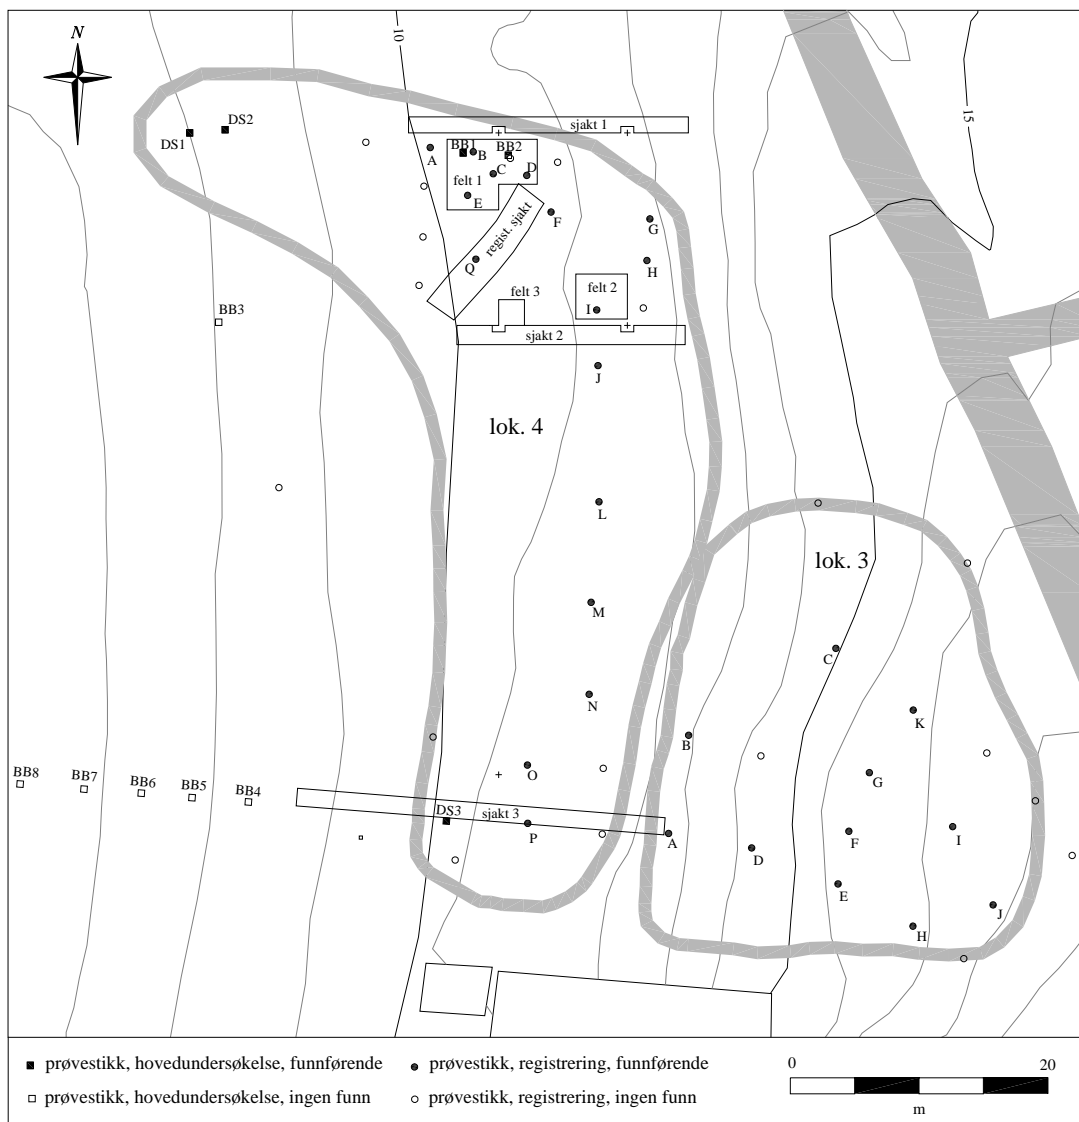 N
10
15
DS1
DS2
sjakt 1
A
BB1
B
BB2
C
D
felt 1
E
F
G
regist. sjakt
Q
H
felt 2
felt 3
I
BB3
sjakt 2
J
lok. 4
L
lok. 3
M
C
N
K
B
O
G
BB8
BB7
BB6
BB5
BB4
DS3
sjakt 3
P
A
D
F
I
E
J
H
prøvestikk, hovedundersøkelse, funnførende
prøvestikk, registrering, funnførende
prøvestikk, hovedundersøkelse, ingen funn
prøvestikk, registrering, ingen funn
0
20
m